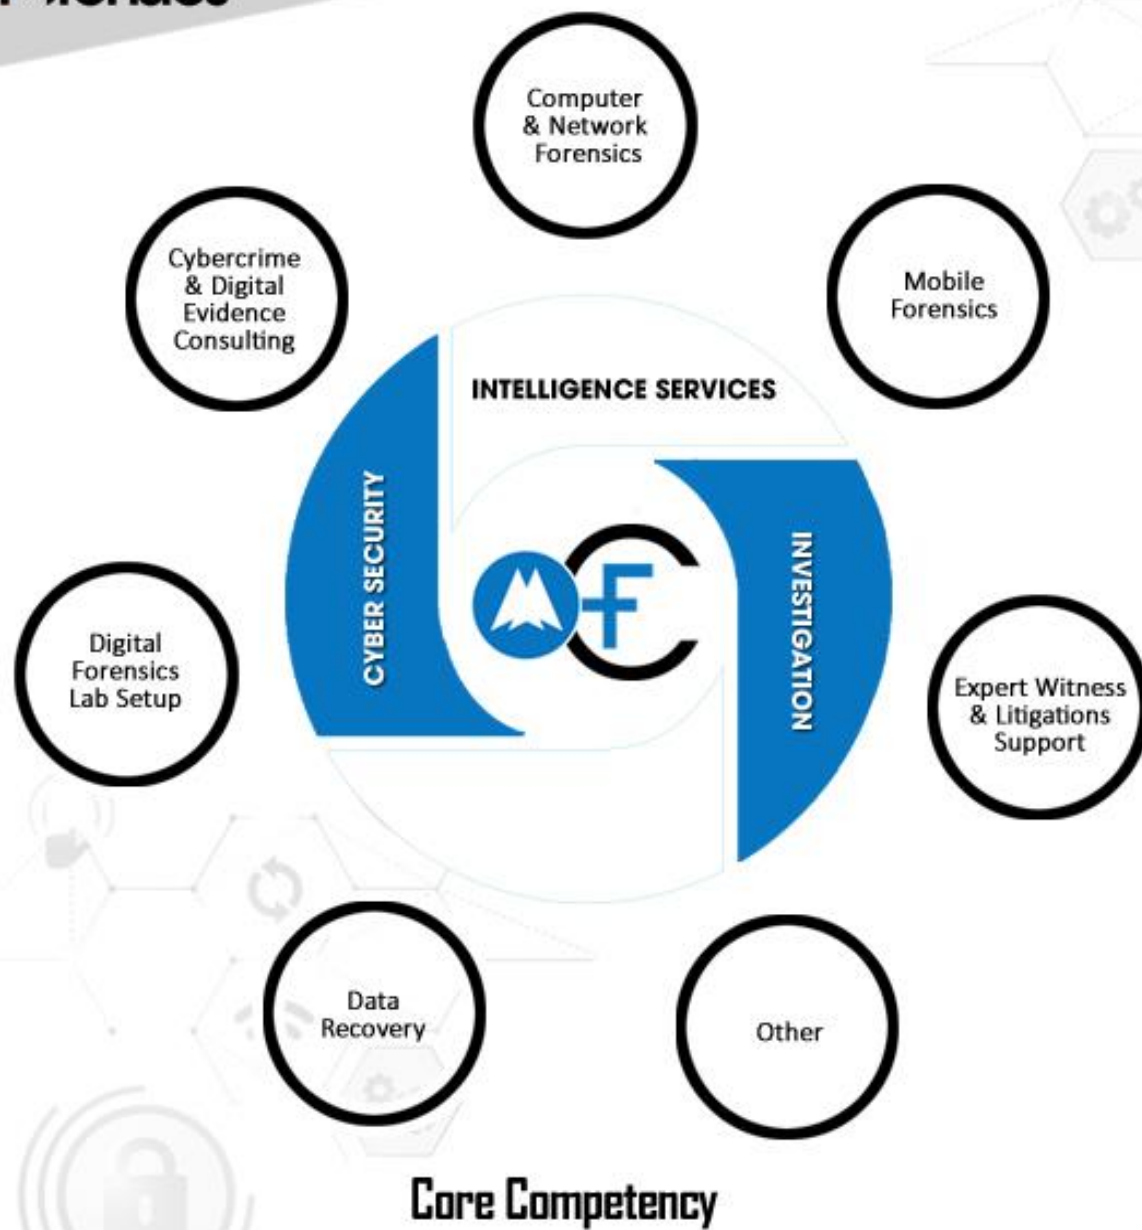 Computer
& Network
Forensics
Cybercrime
& Digital
Evidence
Consulting
Mobile
Forensics
INTELLIGENCE SERVICES
CYBER SECURITY
INVESTIGATION
Digital
Forensics
Lab Setup
Expert Witness
& Litigations
Support
Data
Recovery
Other
Core Competency